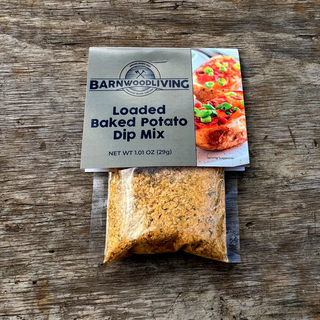 BARNWOODLIVING
Loaded
Baked Potato
Dip Mix
NET WT 1.01 OZ (29g)